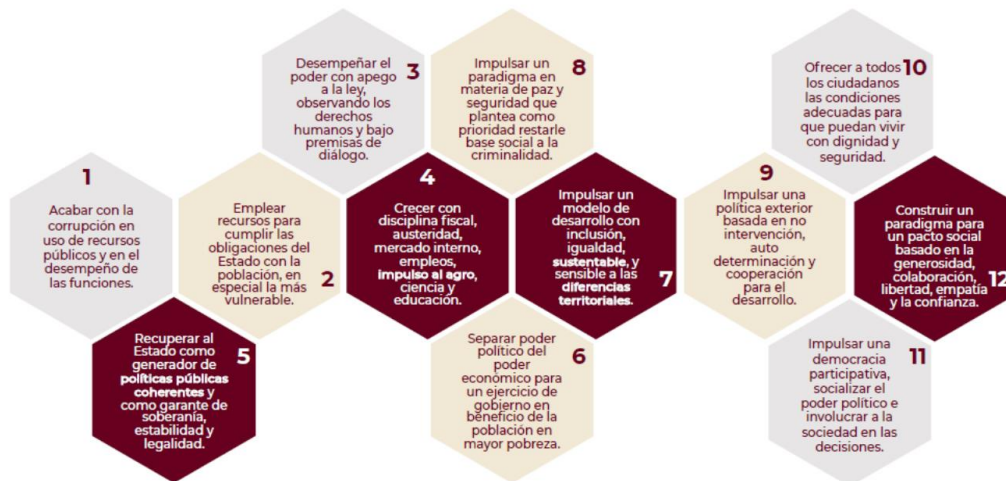 1
Acabar con la
corrupción en
uso de recursos
públicos y en el
desempeño de
las funciones.
Emplear
recursos para
cumplir las
obligaciones del
Estado con la
población, en
especial la más
vulnerable.
2
Desempeñar el
poder con apego
a la ley,
observando los
derechos
humanos y bajo
premisas de
diálogo.
3
4
Crecer con
disciplina fiscal,
austeridad,
mercado interno,
empleos,
impulso al agro,
ciencia y
educación.
Recuperar al
Estado como
generador de
políticas públicas
coherentes y
como garante de
soberanía,
estabilidad y
legalidad.
5
Separar poder
político del
poder
económico para
un ejercicio de
gobierno en
beneficio de la
población en
mayor pobreza.
6
Impulsar un
modelo de
desarrollo con
inclusión,
igualdad,
sustentable, y
sensible a las
diferencias
territoriales.
7
Impulsar un
paradigma en
materia de paz y
seguridad que
plantea como
prioridad restarle
base social a la
criminalidad.
8
9
Impulsar una
política exterior
basada en no
intervención,
auto
determinación y
cooperación
para el
desarrollo.
Ofrecer a todos
los ciudadanos
las condiciones
adecuadas para
que puedan vivir
con dignidad y
seguridad.
10
Impulsar una
democracia
participativa,
socializar el
poder político e
involucrar a la
sociedad en las
decisiones.
11
Construir un
paradigma para
un pacto social
basado en la
generosidad,
colaboración,
libertad, empatía
y la confianza.
12